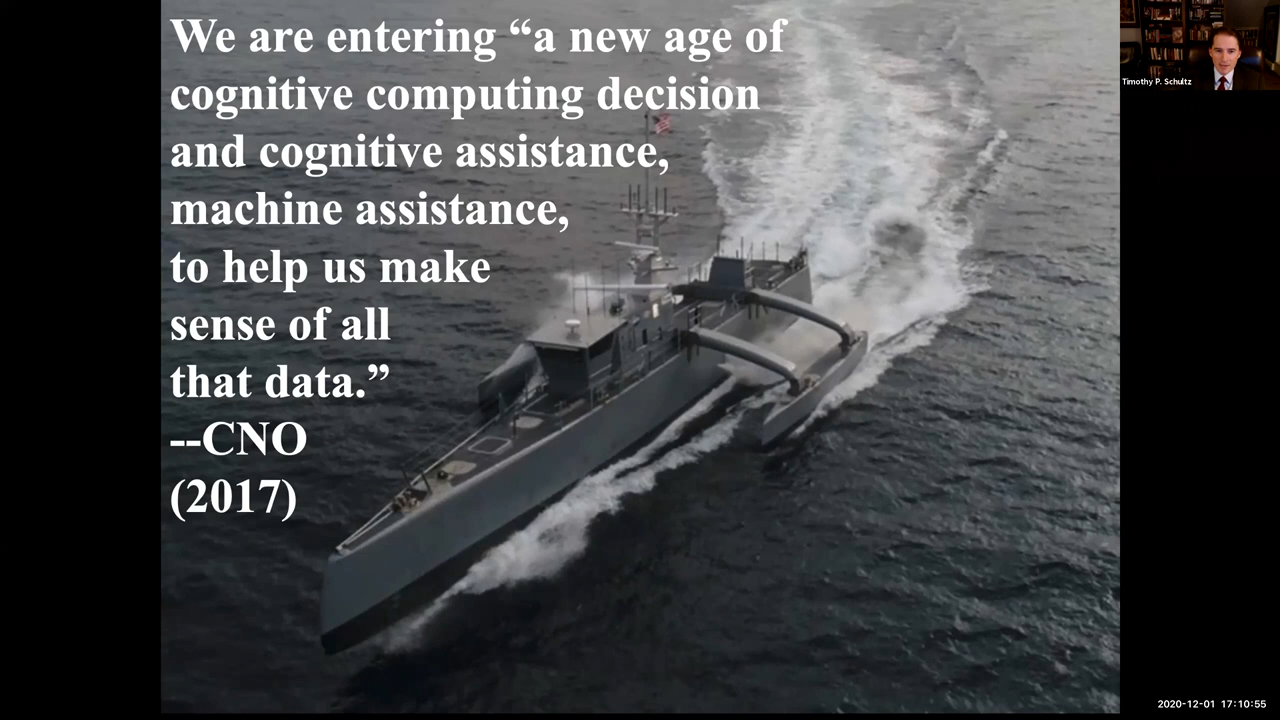 We are entering “a new age of
cognitive computing decision
and cognitive assistance,
machine assistance,
to help us make
sense of all
that data.”
--CNO
(2017)
Timothy P. Schultz
2020-12-01 17:10:55